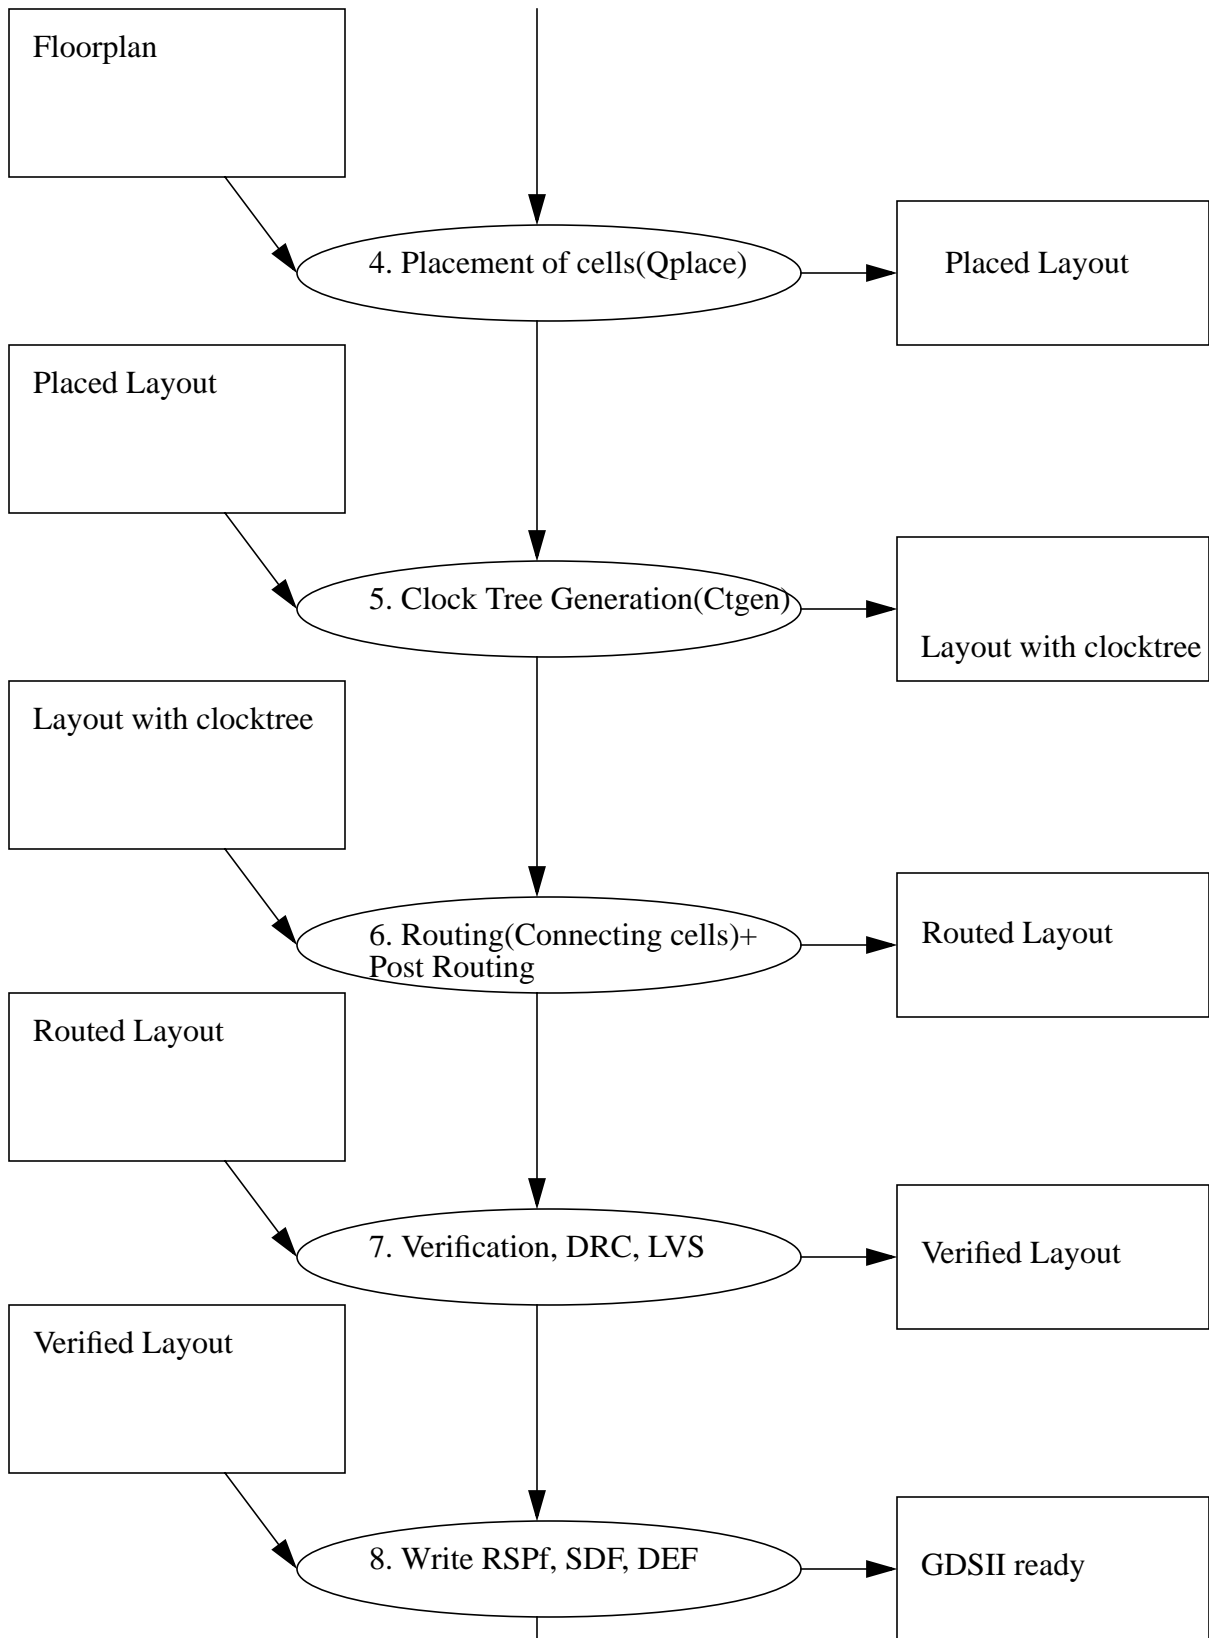 Floorplan
4. Placement of cells(Qplace)
Placed Layout
Placed Layout
5. Clock Tree Generation(Ctgen)
Layout with clocktree
Layout with clocktree
6. Routing(Connecting cells)+
Post Routing
Routed Layout
Routed Layout
7. Verification, DRC, LVS
Verified Layout
Verified Layout
8. Write RSPf, SDF, DEF
GDSII ready